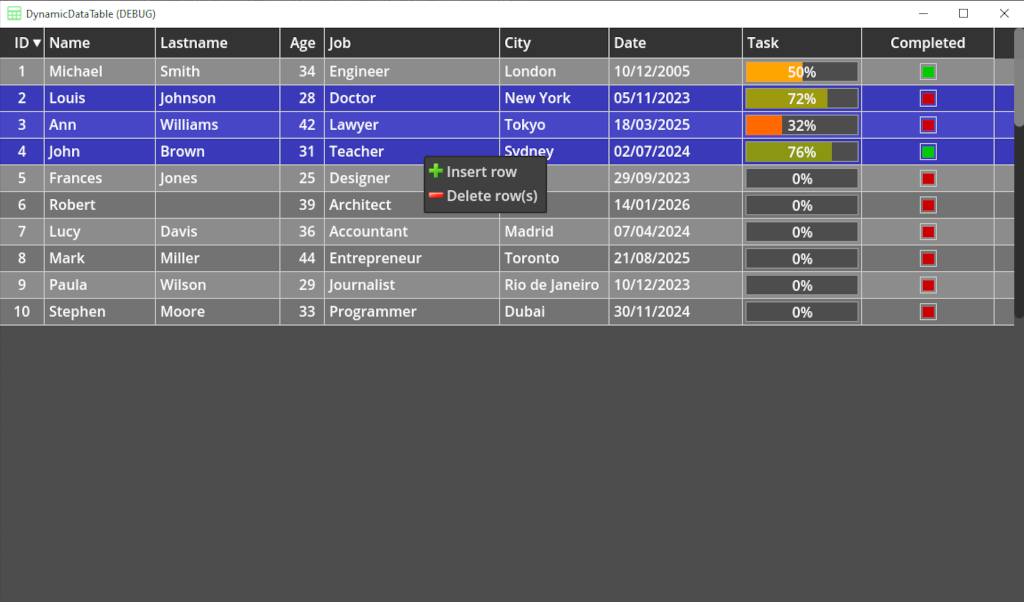 DynamicDataTable (DEBUG)
ID▼ Name Lastname Age Job City Date Task Completed
1 Michael Smith 34 Engineer London 10/12/2005 50%
2 Louis Johnson 28 Doctor New York 05/11/2023 72%
3 Ann Williams 42 Lawyer Tokyo 18/03/2025 32%
4 John Brown 31 Teacher Sydney 02/07/2024 76%
5 Frances Jones 25 Designer 29/09/2023 0%
Insert row
Delete row(s)
6 Robert 39 Architect 14/01/2026 0%
7 Lucy Davis 36 Accountant Madrid 07/04/2024 0%
8 Mark Miller 44 Entrepreneur Toronto 21/08/2025 0%
9 Paula Wilson 29 Journalist Rio de Janeiro 10/12/2023 0%
10 Stephen Moore 33 Programmer Dubai 30/11/2024 0%